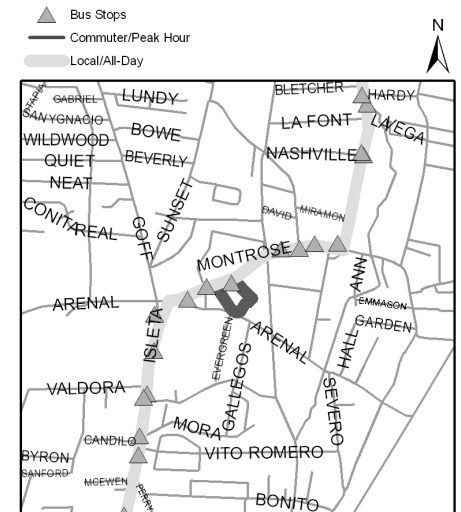 Bus Stops
N
Commuter/Peak Hour
Local/All-Day
BLETCHER
HARDY
GABRIEL
LUNDY
SAN YGNACIO
LA FONT
LAVEGA
BOWE
WILDWOOD
QUIET
BEVERLY
NASHVILLE
NEAT
SUNSET
CONITA
REAL
DAVID
MIRAMON
GOFF
MONTROSE
ANN
ARENAL
EMMASON
GARDEN
ISLETA
ARENAL
HALL
EVERGREEN
GALLEGOS
VALDORA
SEVERO
MORA
CANDILO
VITO ROMERO
BYRON
SANFORD
MCEWEN
PERRY
BONITO